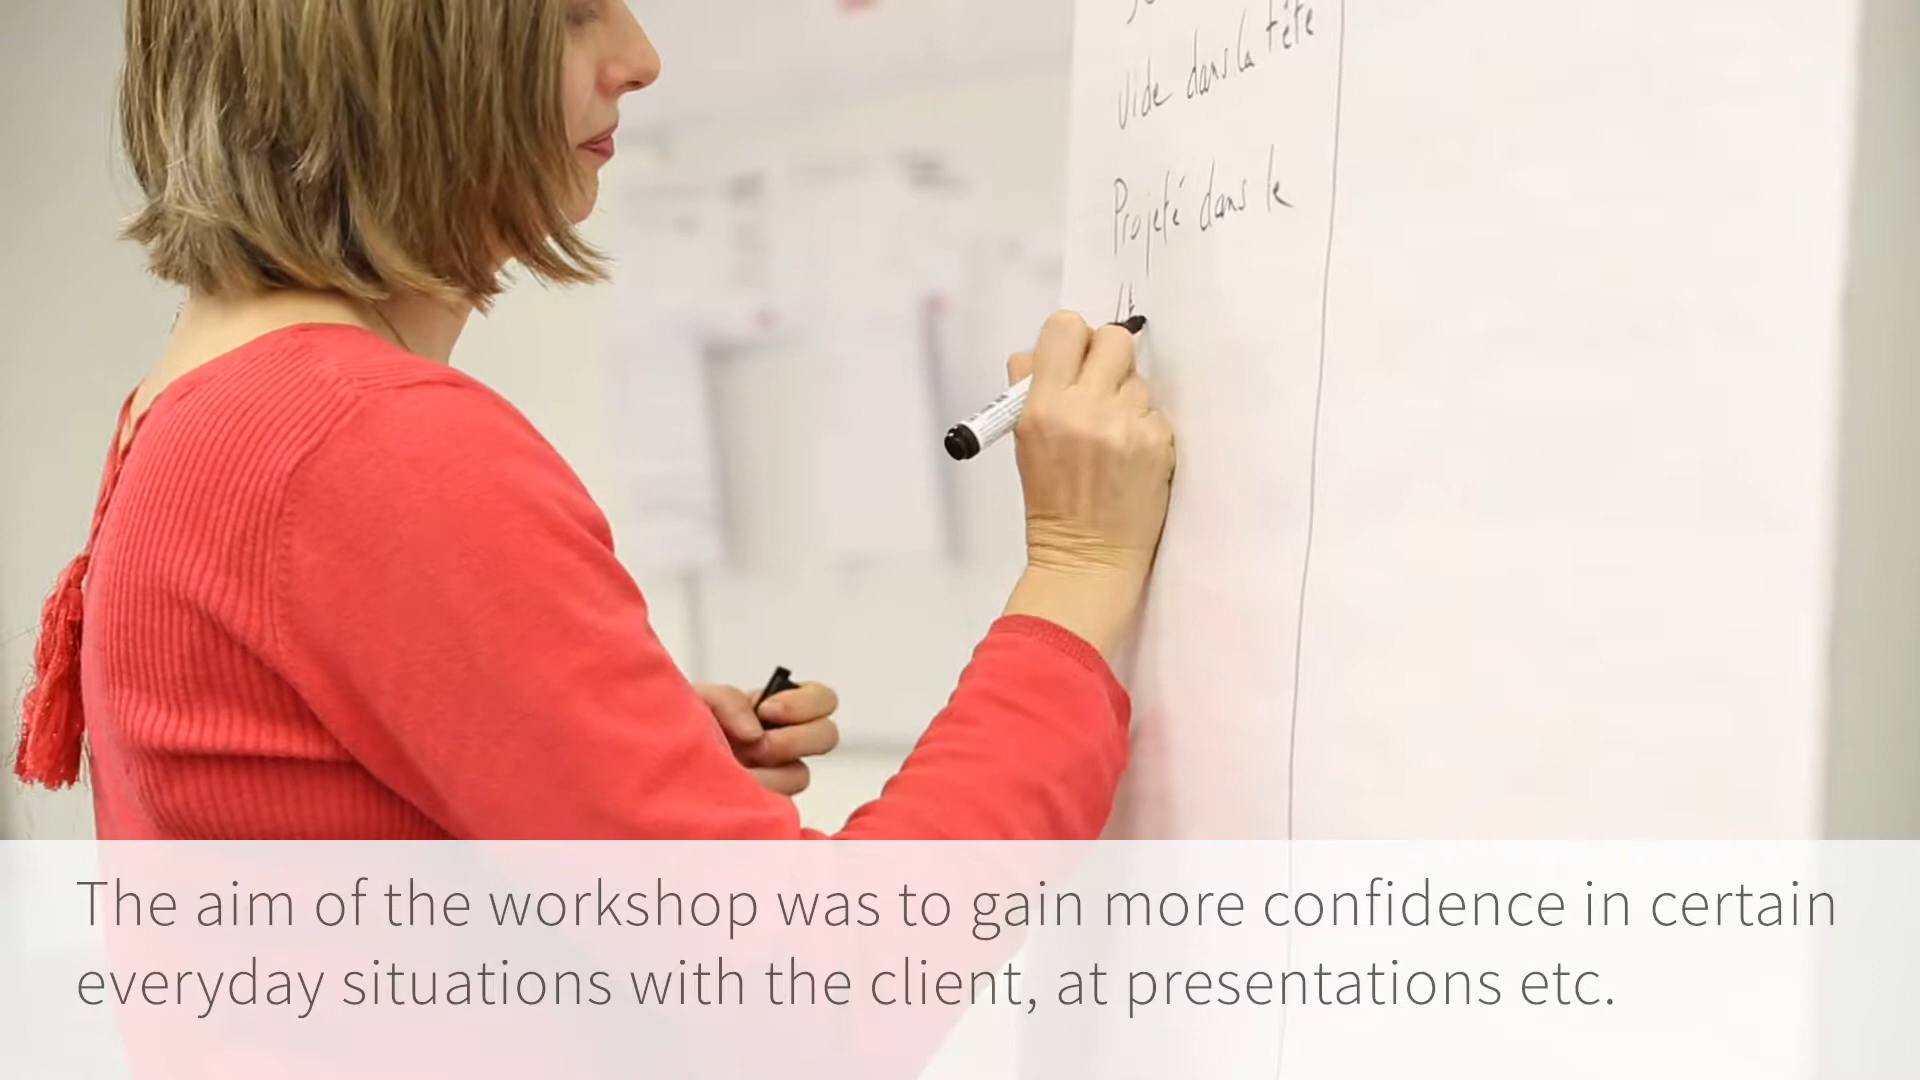 vide dans la tête
Projeté dans le
The aim of the workshop was to gain more confidence in certain
everyday situations with the client, at presentations etc.